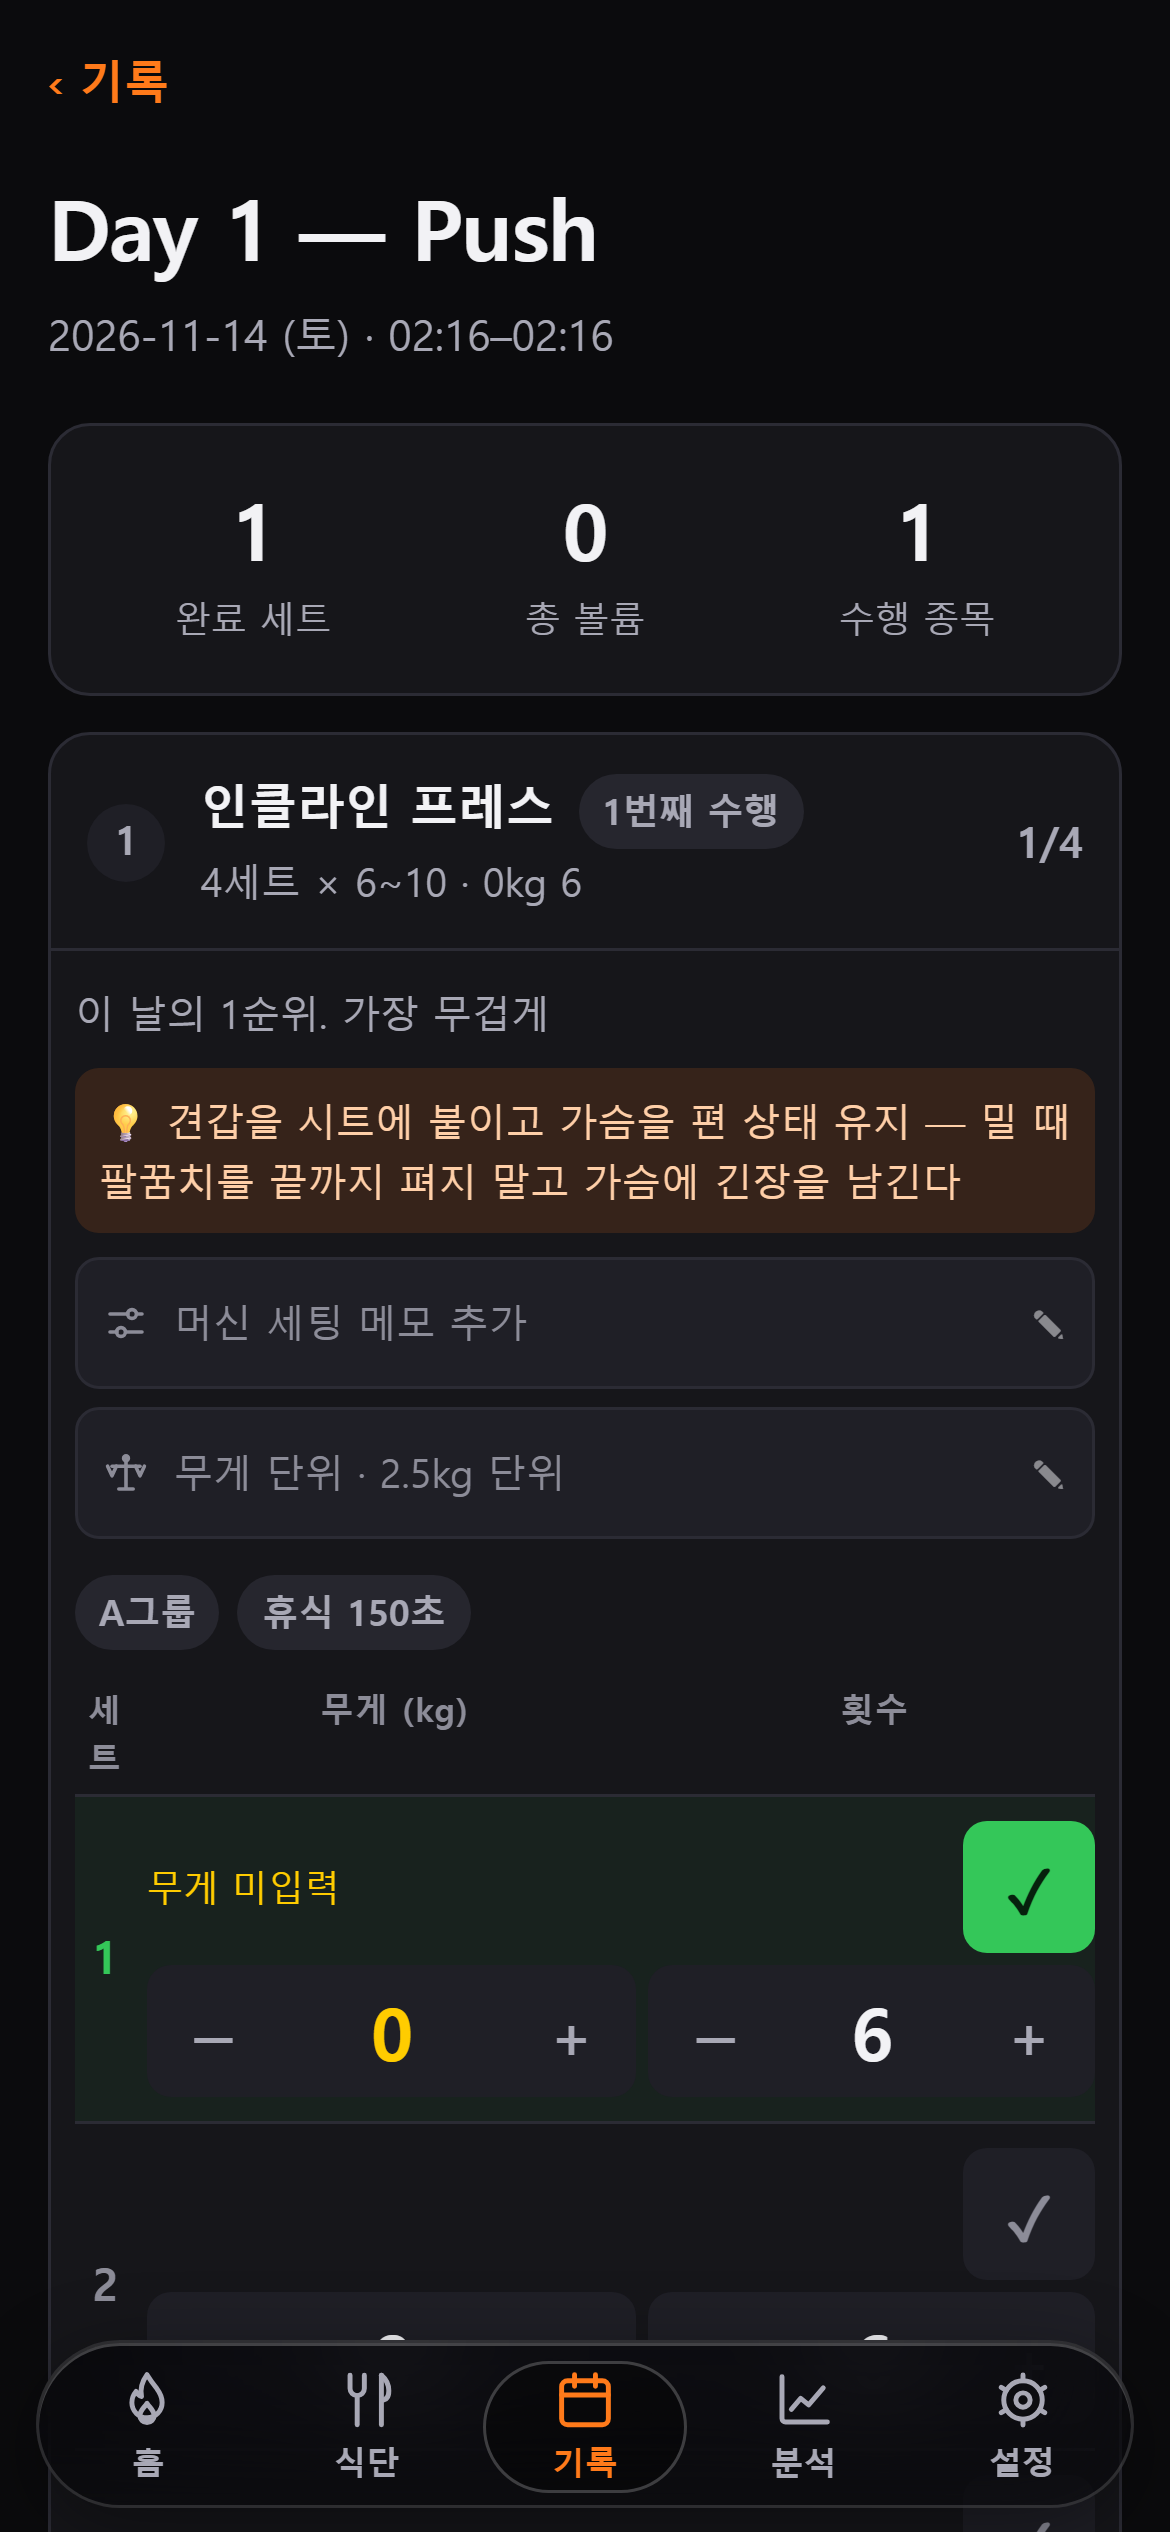 ‹ 기록
Day 1 — Push
2026-11-14 (토) · 02:16–02:16
1 0 1
완료 세트 총 볼륨 수행 종목
1 인클라인 프레스 1번째 수행 1/4
4세트 × 6~10 · 0kg 6
이 날의 1순위. 가장 무겁게
💡 견갑을 시트에 붙이고 가슴을 편 상태 유지 — 밀 때
팔꿈치를 끝까지 펴지 말고 가슴에 긴장을 남긴다
머신 세팅 메모 추가
무게 단위 · 2.5kg 단위
A그룹 휴식 150초
세트 무게 (kg) 횟수
무게 미입력 ✓
1 − 0 + − 6 +
✓
2
홈 식단 기록 분석 설정